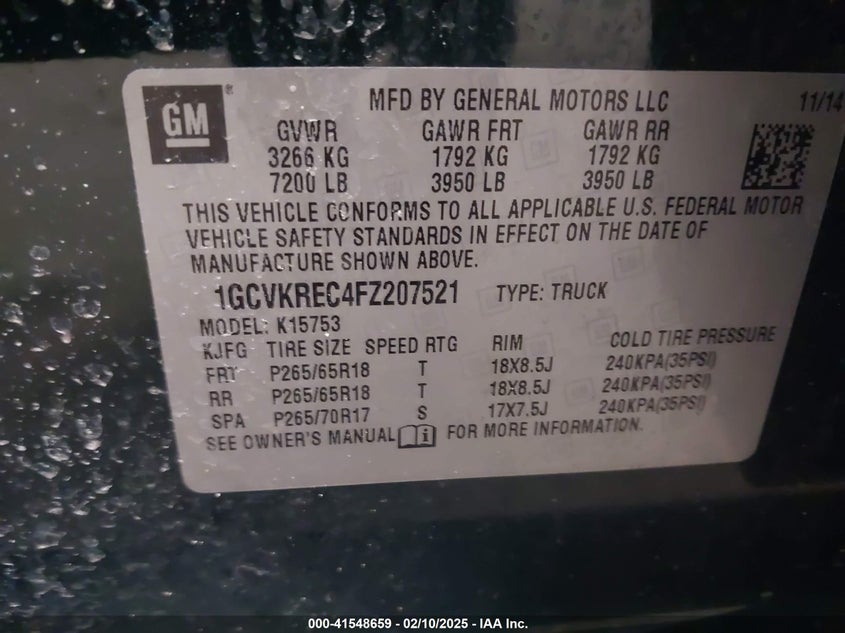 GM®
MFD BY GENERAL MOTORS LLC 11/14
GVWR GAWR FRT GAWR RR
3266 KG 1792 KG 1792 KG
7200 LB 3950 LB 3950 LB
THIS VEHICLE CONFORMS TO ALL APPLICABLE U.S. FEDERAL MOTOR
VEHICLE SAFETY STANDARDS IN EFFECT ON THE DATE OF
MANUFACTURE SHOWN ABOVE.
1GCVKREC4FZ207521 TYPE: TRUCK
MODEL: K15753
KJFG TIRE SIZE SPEED RTG RIM COLD TIRE PRESSURE
FRT P265/65R18 T 18X8.5J 240KPA(35PSI)
RR P265/65R18 T 18X8.5J 240KPA(35PSI)
SPA P265/70R17 S 17X7.5J 240KPA(35PSI)
SEE OWNER'S MANUAL FOR MORE INFORMATION.
000-41548659 - 02/10/2025 - IAA Inc.